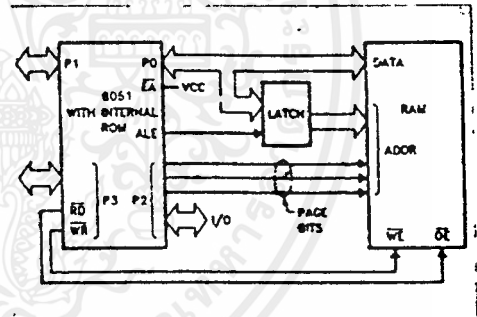 P1 P0 DATA
EA VCC
8051
WITH INTERNAL
ROM
ALE
LATCH
RAM
ADDR
P3 P2
RD
WR
I/O
PAGE
BITS
WE OE